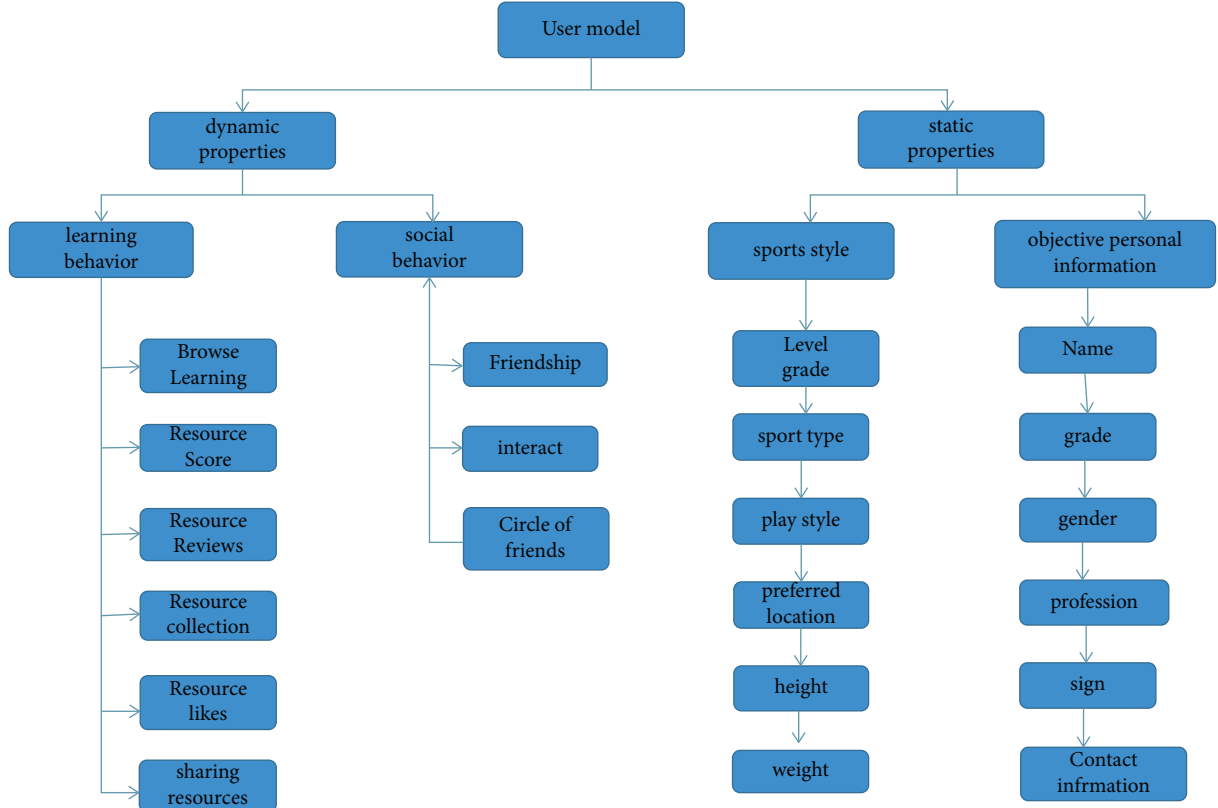 User model
dynamic
properties
static
properties
learning
behavior
social
behavior
sports style
objective personal
information
Browse
Learning
Resource
Score
Resource
Reviews
Resource
collection
Resource
likes
sharing
resources
Friendship
interact
Circle of
friends
Level
grade
sport type
play style
preferred
location
height
weight
Name
grade
gender
profession
sign
Contact
infrmation